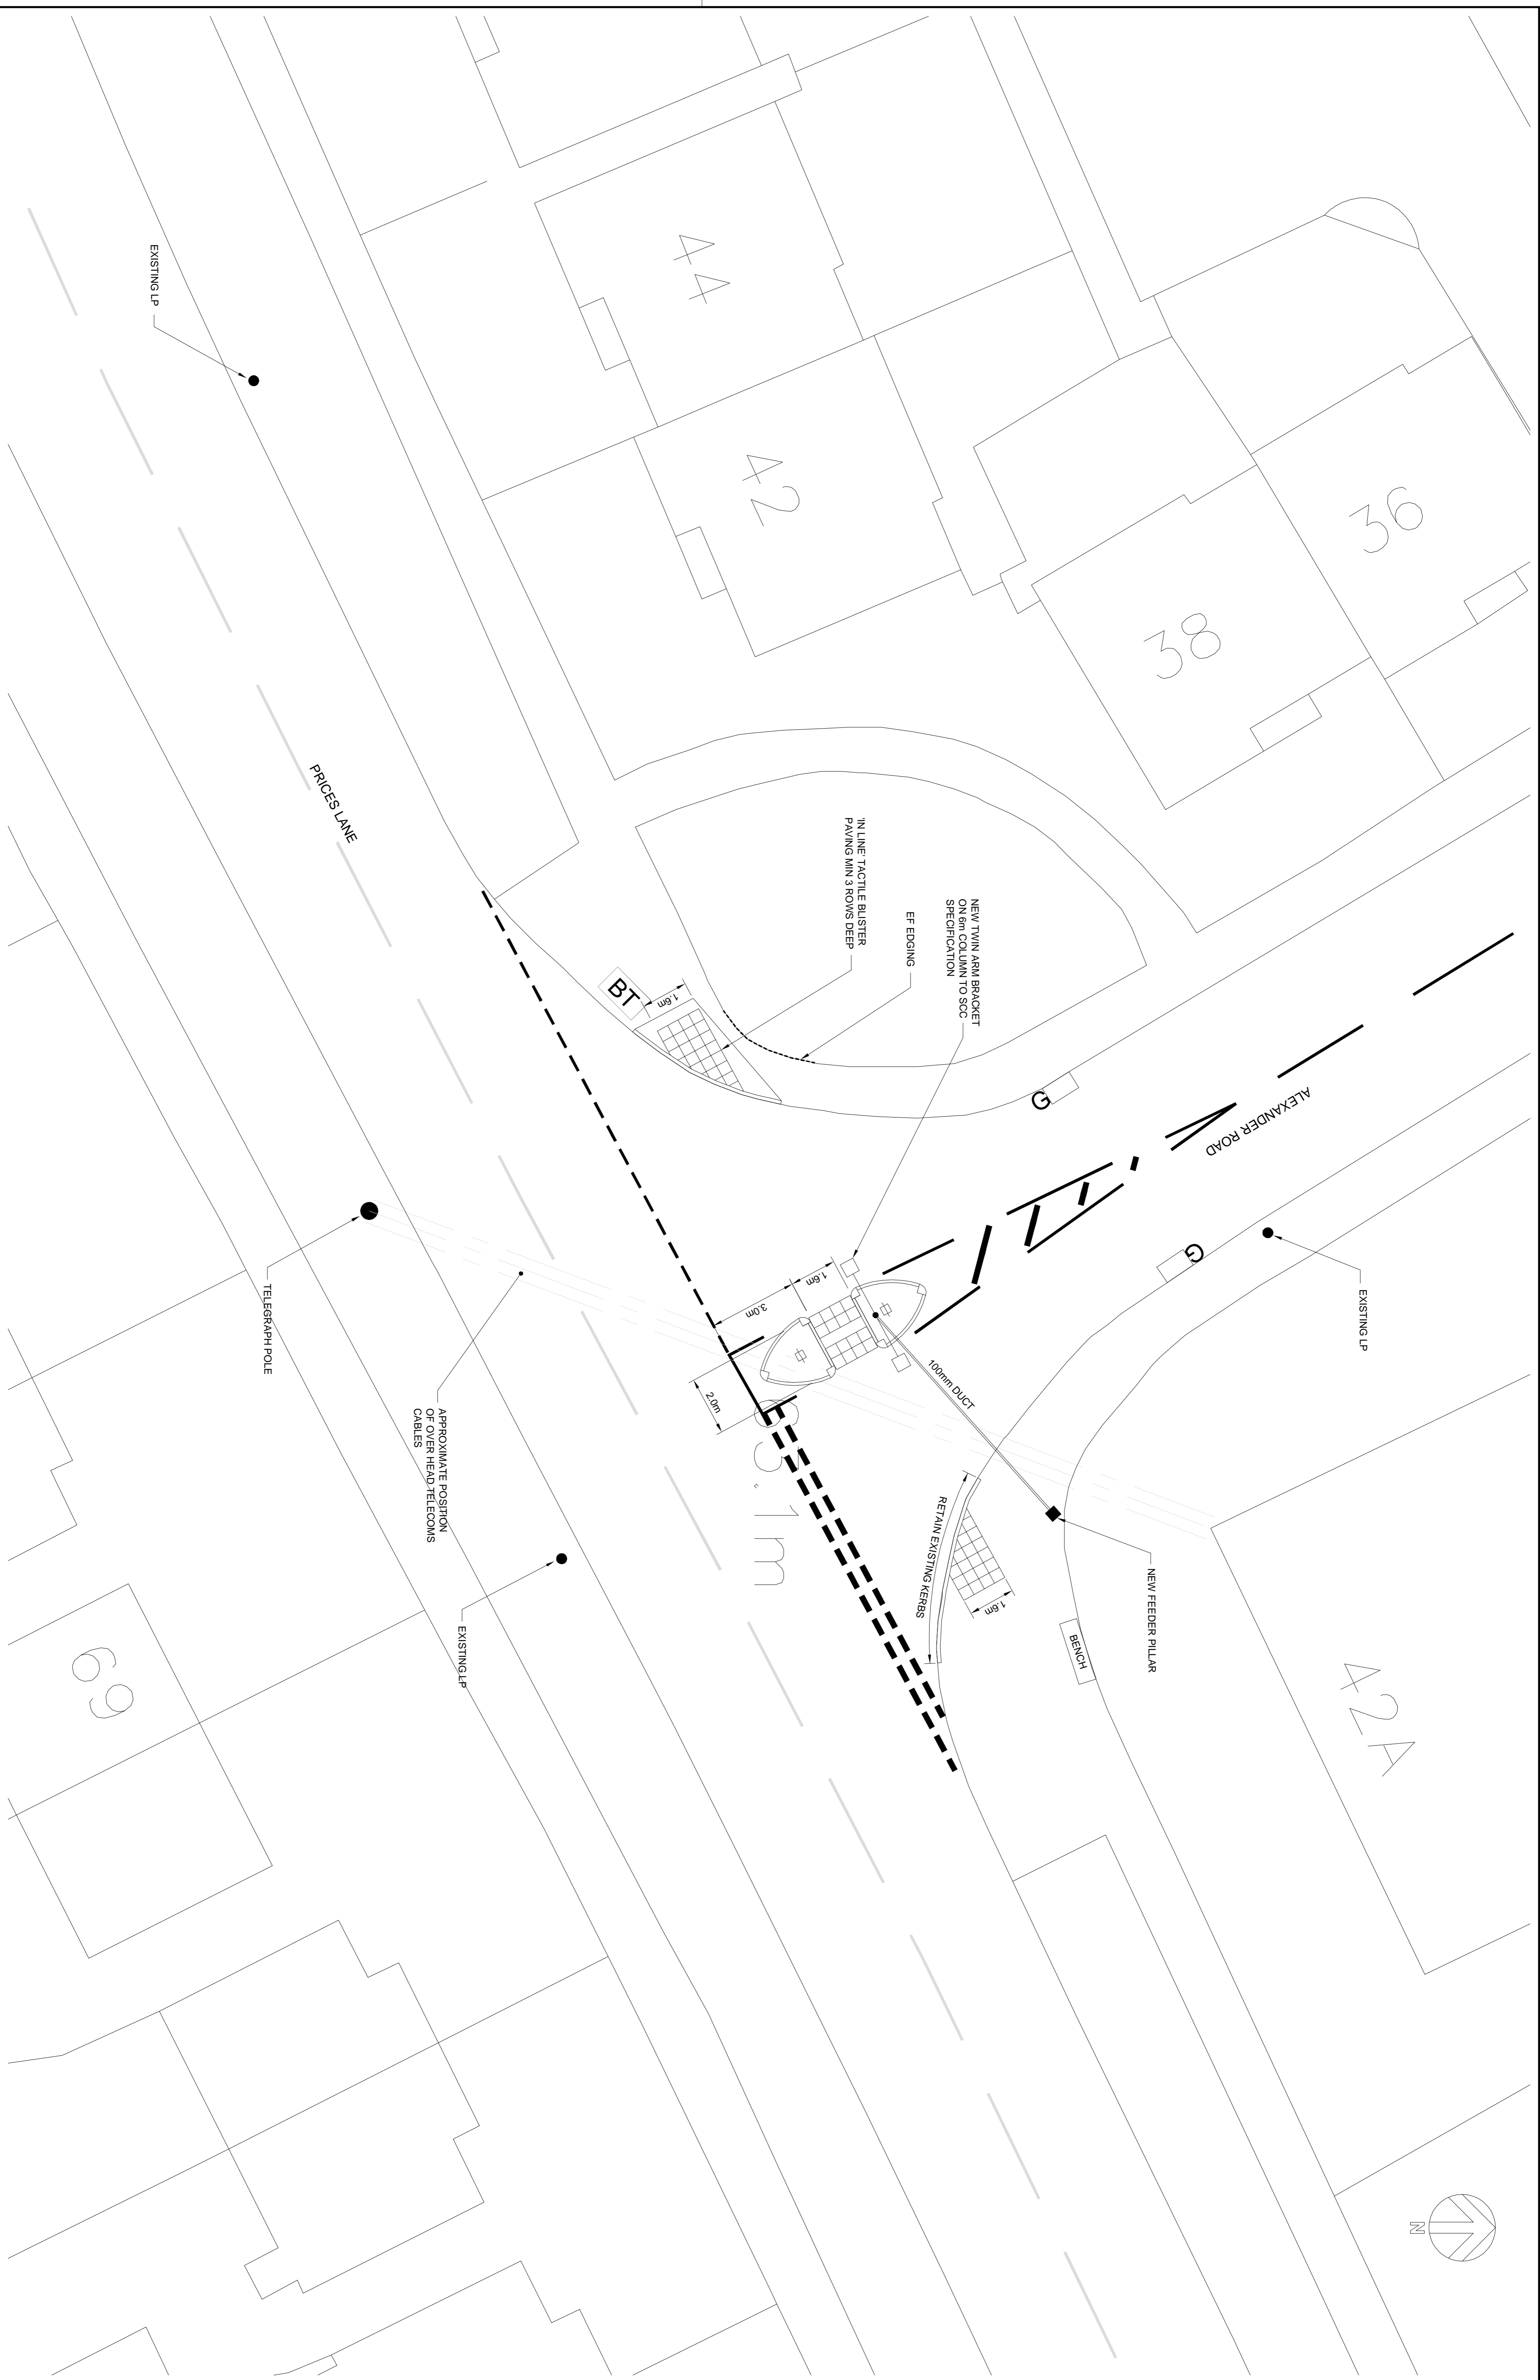 EXISTING LP
PRICES LANE
44
42
36
38
'IN LINE' TACTILE BLISTER
PAVING MIN 3 ROWS DEEP
EF EDGING
NEW TWIN ARM BRACKET
ON 6m COLUMN TO SCC
SPECIFICATION
BT
1.6m
G
ALEXANDER ROAD
G
EXISTING LP
1.6m
3.0m
2.0m
100mm DUCT
TELEGRAPH POLE
APPROXIMATE POSITION
OF OVER HEAD TELECOMS
CABLES
EXISTING LP
RETAIN EXISTING KERBS
1.6m
BENCH
NEW FEEDER PILLAR
42A
69
N